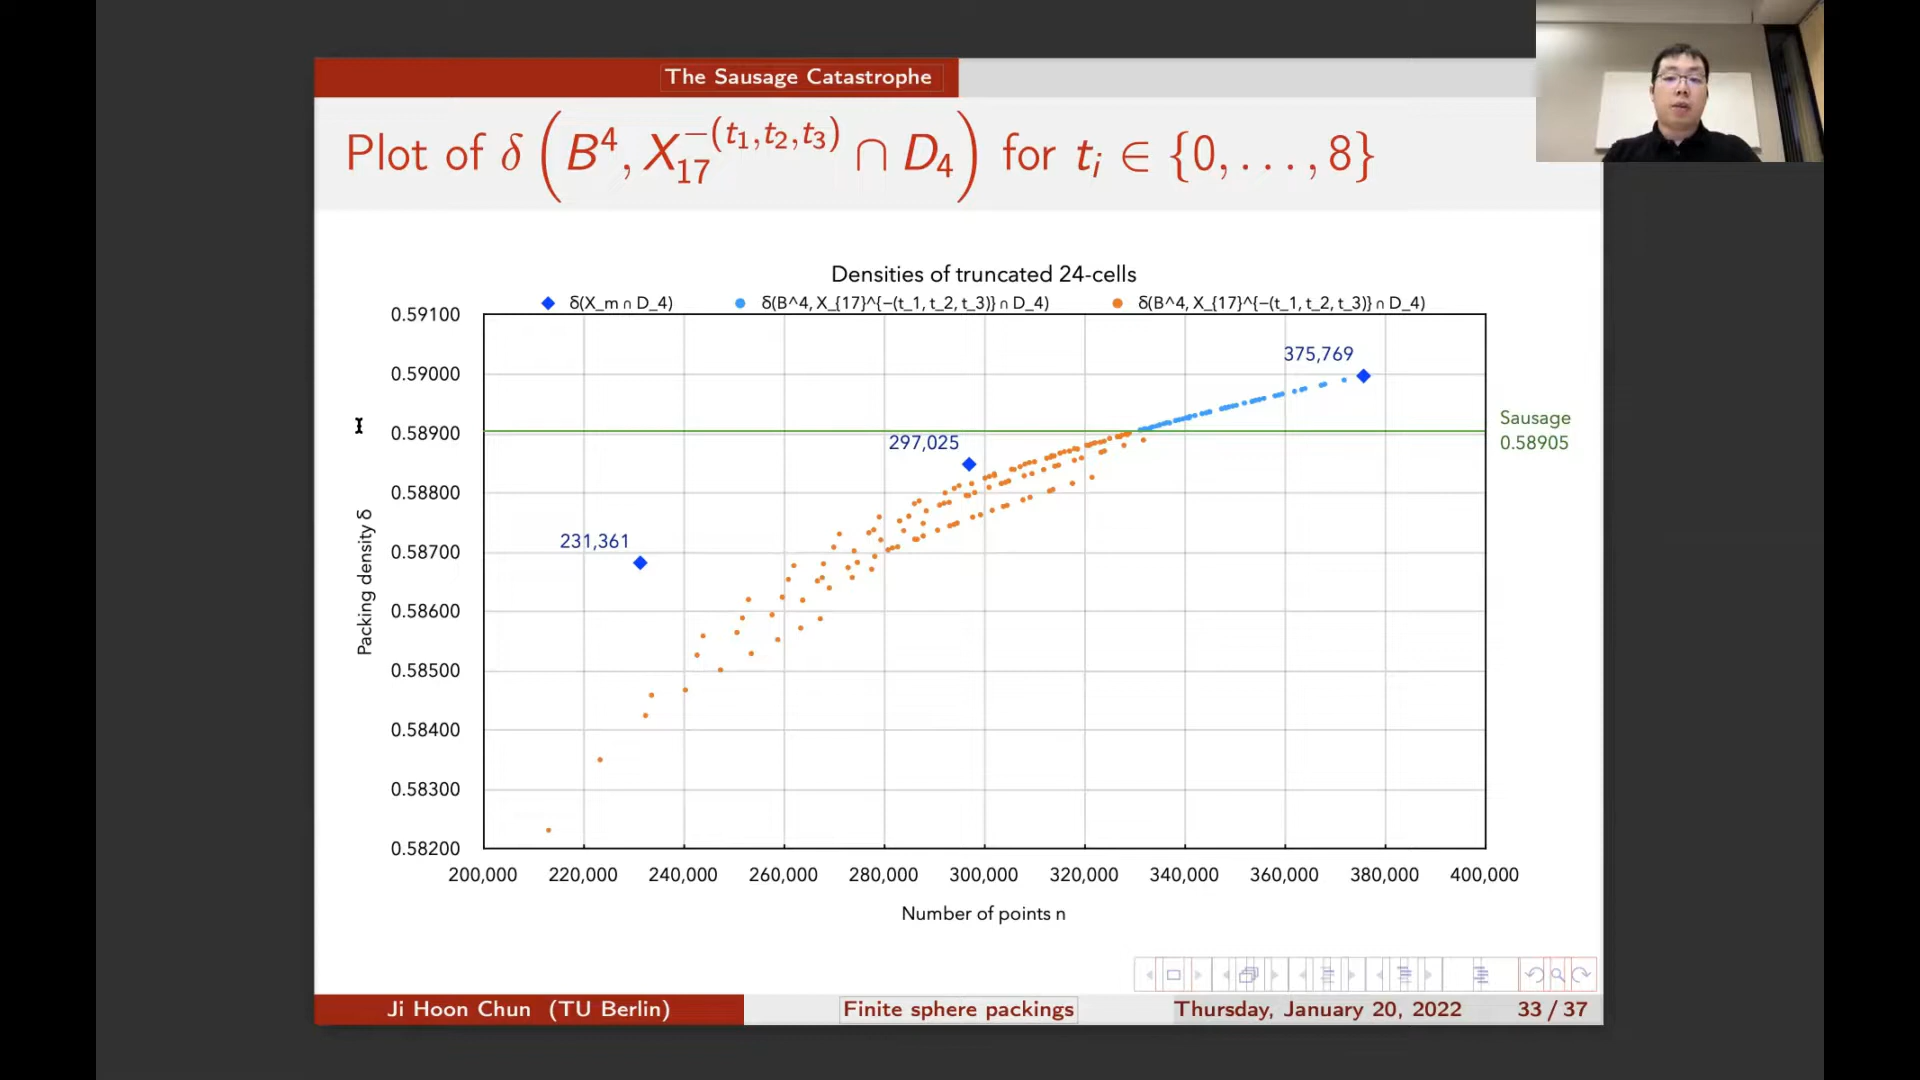 The Sausage Catastrophe
Plot of δ (B⁴, X₁₇^{−(t₁,t₂,t₃)} ∩ D₄) for tᵢ ∈ {0, . . . , 8}
Densities of truncated 24-cells
δ(X_m ∩ D_4)
δ(B^4, X_{17}^{−(t_1, t_2, t_3)} ∩ D_4)
δ(B^4, X_{17}^{−(t_1, t_2, t_3)} ∩ D_4)
0.59100
0.59000
0.58900
0.58800
0.58700
0.58600
0.58500
0.58400
0.58300
0.58200
Packing density δ
375,769
297,025
231,361
Sausage
0.58905
200,000
220,000
240,000
260,000
280,000
300,000
320,000
340,000
360,000
380,000
400,000
Number of points n
Ji Hoon Chun (TU Berlin)
Finite sphere packings
Thursday, January 20, 2022
33 / 37